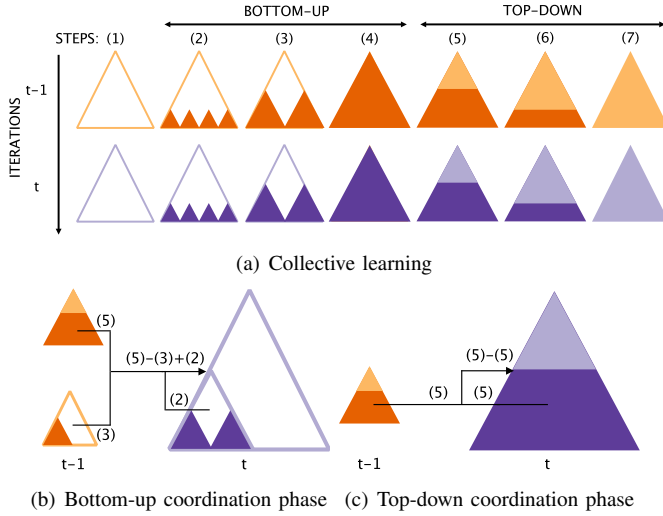 BOTTOM-UP TOP-DOWN
STEPS: (1) (2) (3) (4) (5) (6) (7)
t-1
ITERATIONS
t
(a) Collective learning
(5)
(5)-(3)+(2)
(2)
(3)
t-1 t
(5)-(5)
(5) (5)
t-1 t
(b) Bottom-up coordination phase (c) Top-down coordination phase